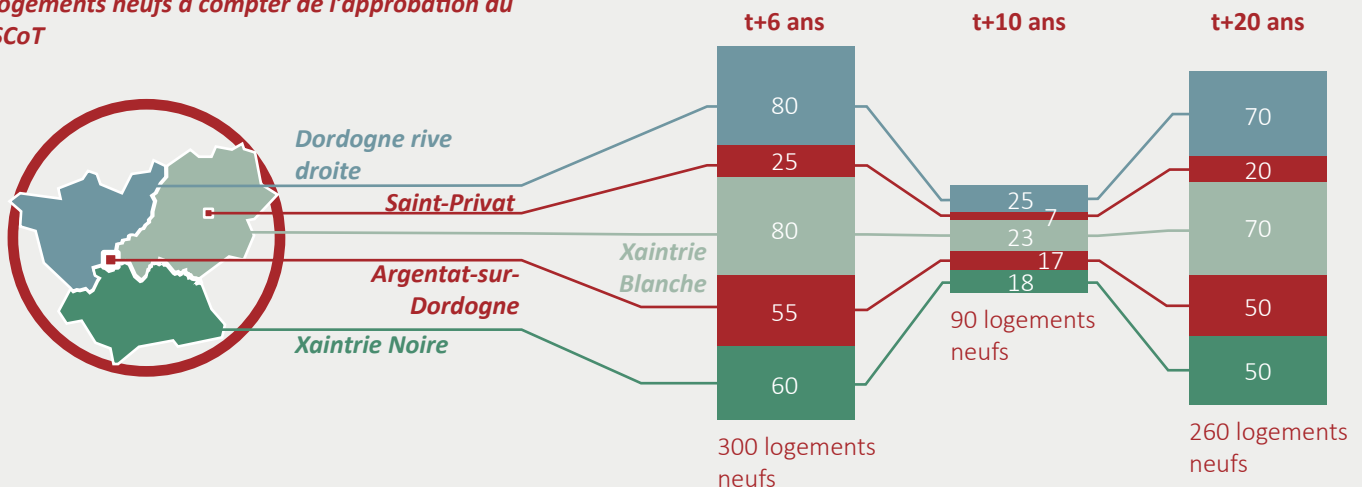 logements neufs à compter de l'approbation du
SCoT
t+6 ans
t+10 ans
t+20 ans
Dordogne rive
droite
Saint-Privat
Xaintrie
Blanche
Argentat-sur-
Dordogne
Xaintrie Noire
80
25
80
55
60
300 logements
neufs
25
7
23
17
18
90 logements
neufs
70
20
70
50
50
260 logements
neufs